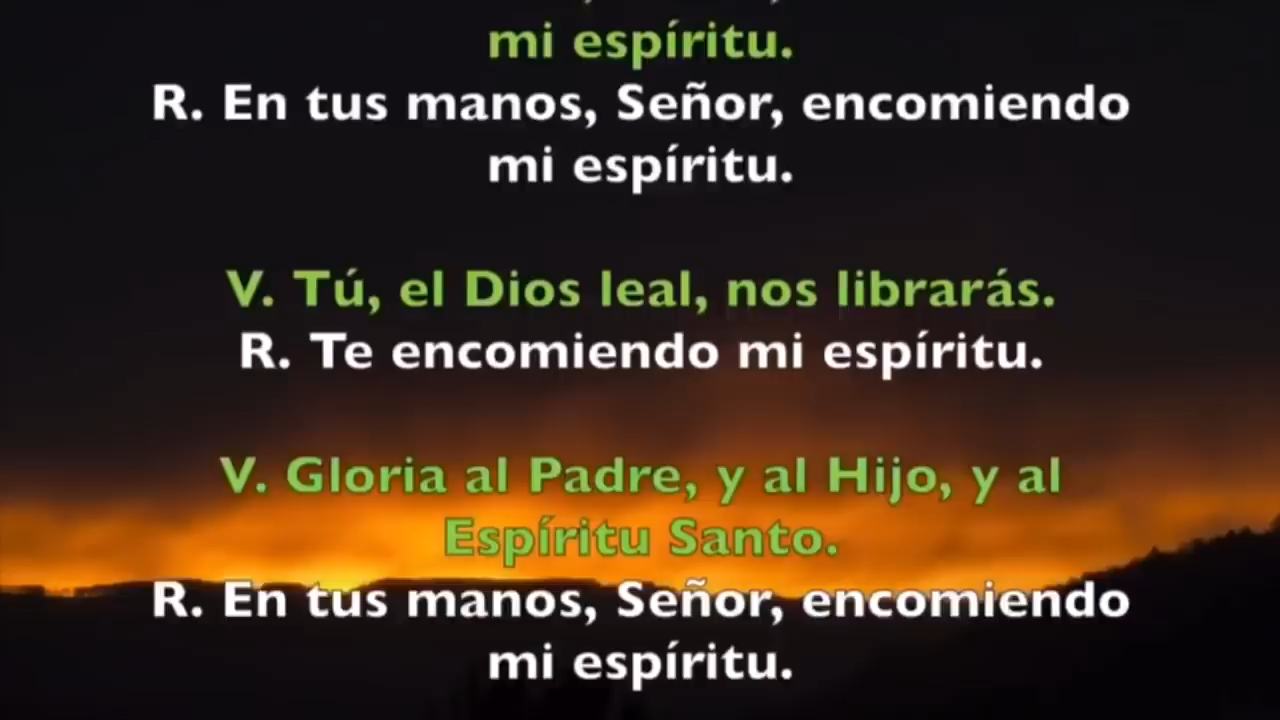 mi espíritu.
R. En tus manos, Señor, encomiendo
mi espíritu.
V. Tú, el Dios leal, nos librarás.
R. Te encomiendo mi espíritu.
V. Gloria al Padre, y al Hijo, y al
Espíritu Santo.
R. En tus manos, Señor, encomiendo
mi espíritu.